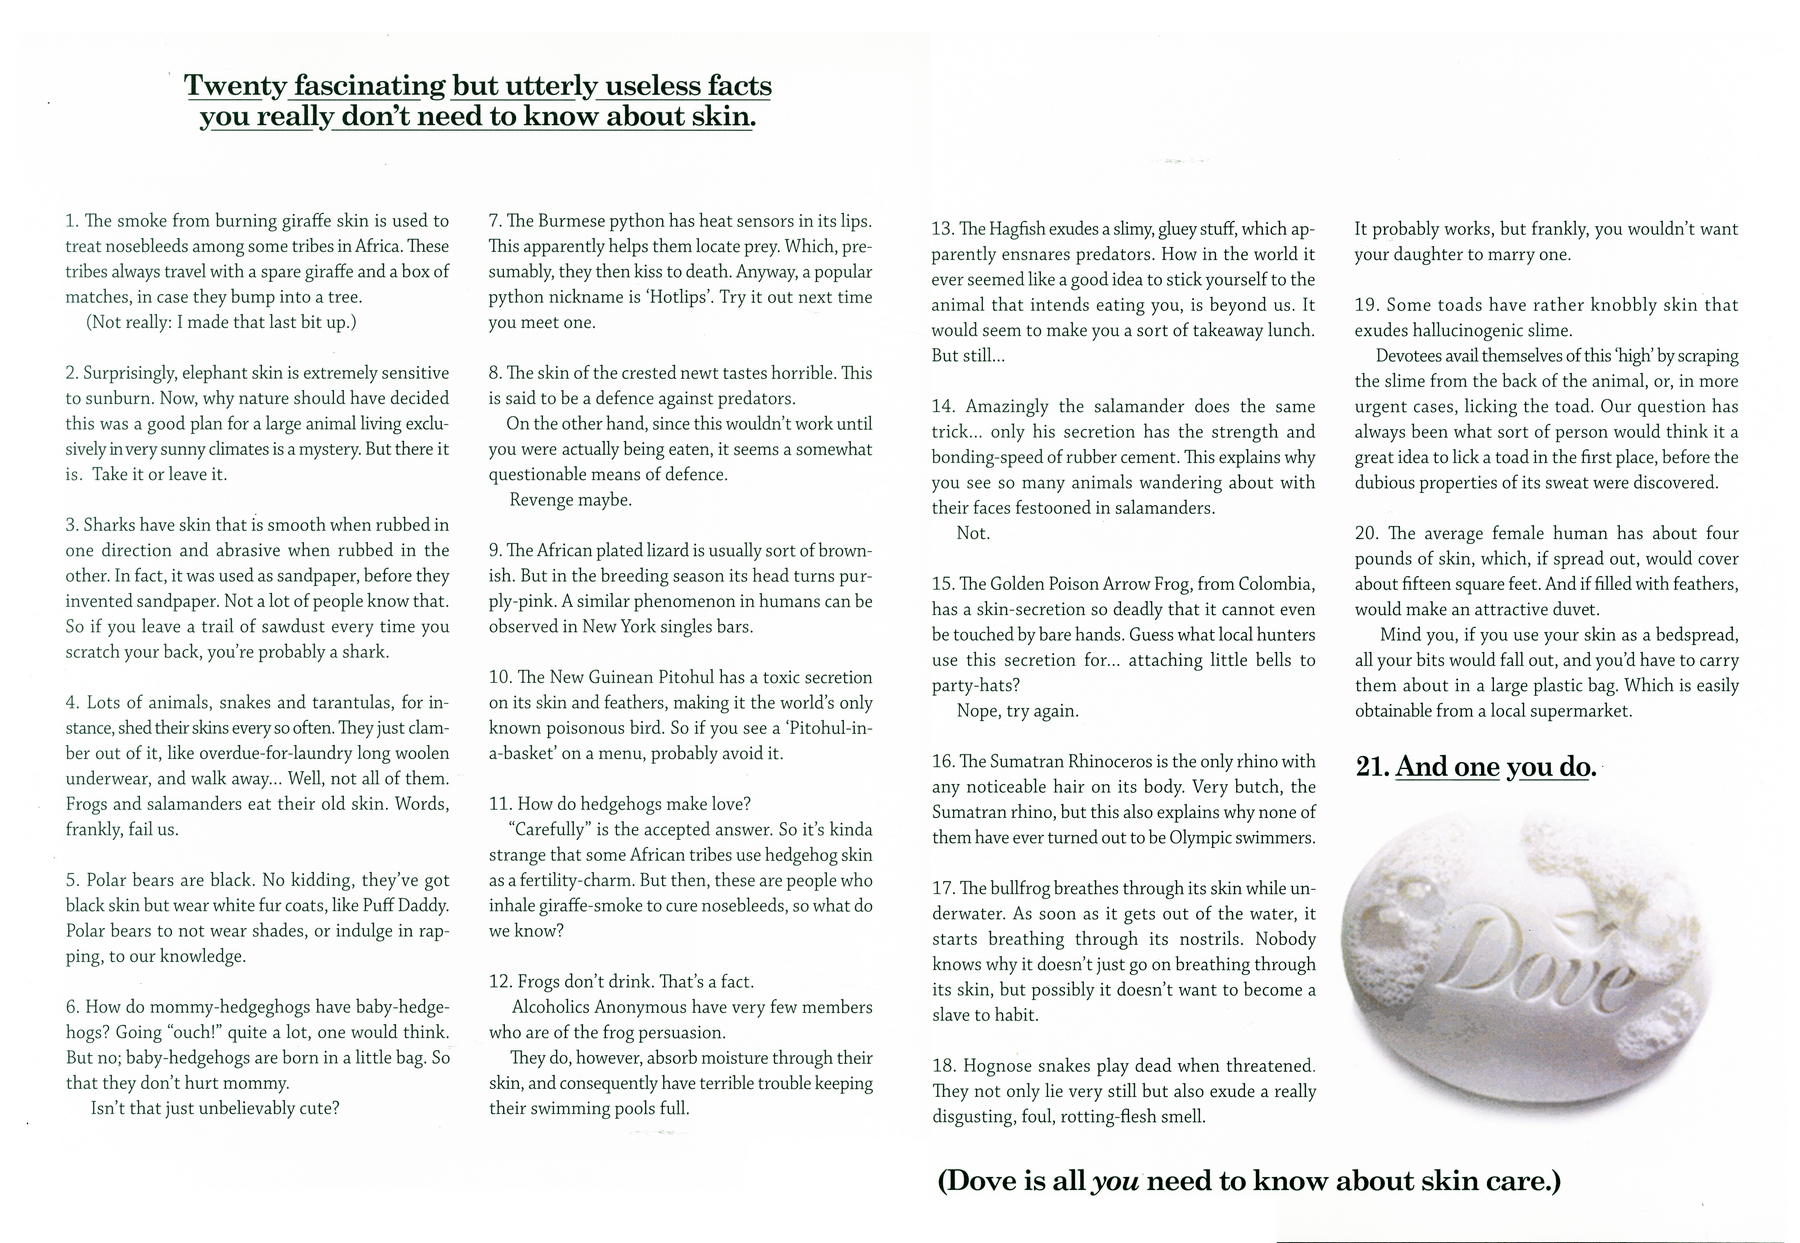 Twenty fascinating but utterly useless facts
you really don't need to know about skin.
1. The smoke from burning giraffe skin is used to
treat nosebleeds among some tribes in Africa. These
tribes always travel with a spare giraffe and a box of
matches, in case they bump into a tree.
(Not really: I made that last bit up.)
2. Surprisingly, elephant skin is extremely sensitive
to sunburn. Now, why nature should have decided
this was a good plan for a large animal living exclu-
sively in very sunny climates is a mystery. But there it
is. Take it or leave it.
3. Sharks have skin that is smooth when rubbed in
one direction and abrasive when rubbed in the
other. In fact, it was used as sandpaper, before they
invented sandpaper. Not a lot of people know that.
So if you leave a trail of sawdust every time you
scratch your back, you're probably a shark.
4. Lots of animals, snakes and tarantulas, for in-
stance, shed their skins every so often. They just clam-
ber out of it, like overdue-for-laundry long woolen
underwear, and walk away... Well, not all of them.
Frogs and salamanders eat their old skin. Words,
frankly, fail us.
5. Polar bears are black. No kidding, they've got
black skin but wear white fur coats, like Puff Daddy.
Polar bears to not wear shades, or indulge in rap-
ping, to our knowledge.
6. How do mommy-hedgeghogs have baby-hedge-
hogs? Going "ouch!" quite a lot, one would think.
But no; baby-hedgehogs are born in a little bag. So
that they don't hurt mommy.
Isn't that just unbelievably cute?
7. The Burmese python has heat sensors in its lips.
This apparently helps them locate prey. Which, pre-
sumably, they then kiss to death. Anyway, a popular
python nickname is 'Hotlips'. Try it out next time
you meet one.
8. The skin of the crested newt tastes horrible. This
is said to be a defence against predators.
On the other hand, since this wouldn't work until
you were actually being eaten, it seems a somewhat
questionable means of defence.
Revenge maybe.
9. The African plated lizard is usually sort of brown-
ish. But in the breeding season its head turns pur-
ply-pink. A similar phenomenon in humans can be
observed in New York singles bars.
10. The New Guinean Pitohul has a toxic secretion
on its skin and feathers, making it the world's only
known poisonous bird. So if you see a 'Pitohul-in-
a-basket' on a menu, probably avoid it.
11. How do hedgehogs make love?
"Carefully" is the accepted answer. So it's kinda
strange that some African tribes use hedgehog skin
as a fertility-charm. But then, these are people who
inhale giraffe-smoke to cure nosebleeds, so what do
we know?
12. Frogs don't drink. That's a fact.
Alcoholics Anonymous have very few members
who are of the frog persuasion.
They do, however, absorb moisture through their
skin, and consequently have terrible trouble keeping
their swimming pools full.
13. The Hagfish exudes a slimy, gluey stuff, which ap-
parently ensnares predators. How in the world it
ever seemed like a good idea to stick yourself to the
animal that intends eating you, is beyond us. It
would seem to make you a sort of takeaway lunch.
But still...
14. Amazingly the salamander does the same
trick... only his secretion has the strength and
bonding-speed of rubber cement. This explains why
you see so many animals wandering about with
their faces festooned in salamanders.
Not.
15. The Golden Poison Arrow Frog, from Colombia,
has a skin-secretion so deadly that it cannot even
be touched by bare hands. Guess what local hunters
use this secretion for... attaching little bells to
party-hats?
Nope, try again.
16. The Sumatran Rhinoceros is the only rhino with
any noticeable hair on its body. Very butch, the
Sumatran rhino, but this also explains why none of
them have ever turned out to be Olympic swimmers.
17. The bullfrog breathes through its skin while un-
derwater. As soon as it gets out of the water, it
starts breathing through its nostrils. Nobody
knows why it doesn't just go on breathing through
its skin, but possibly it doesn't want to become a
slave to habit.
18. Hognose snakes play dead when threatened.
They not only lie very still but also exude a really
disgusting, foul, rotting-flesh smell.
It probably works, but frankly, you wouldn't want
your daughter to marry one.
19. Some toads have rather knobbly skin that
exudes hallucinogenic slime.
Devotees avail themselves of this 'high' by scraping
the slime from the back of the animal, or, in more
urgent cases, licking the toad. Our question has
always been what sort of person would think it a
great idea to lick a toad in the first place, before the
dubious properties of its sweat were discovered.
20. The average female human has about four
pounds of skin, which, if spread out, would cover
about fifteen square feet. And if filled with feathers,
would make an attractive duvet.
Mind you, if you use your skin as a bedspread,
all your bits would fall out, and you'd have to carry
them about in a large plastic bag. Which is easily
obtainable from a local supermarket.
21. And one you do.
Dove
(Dove is all you need to know about skin care.)